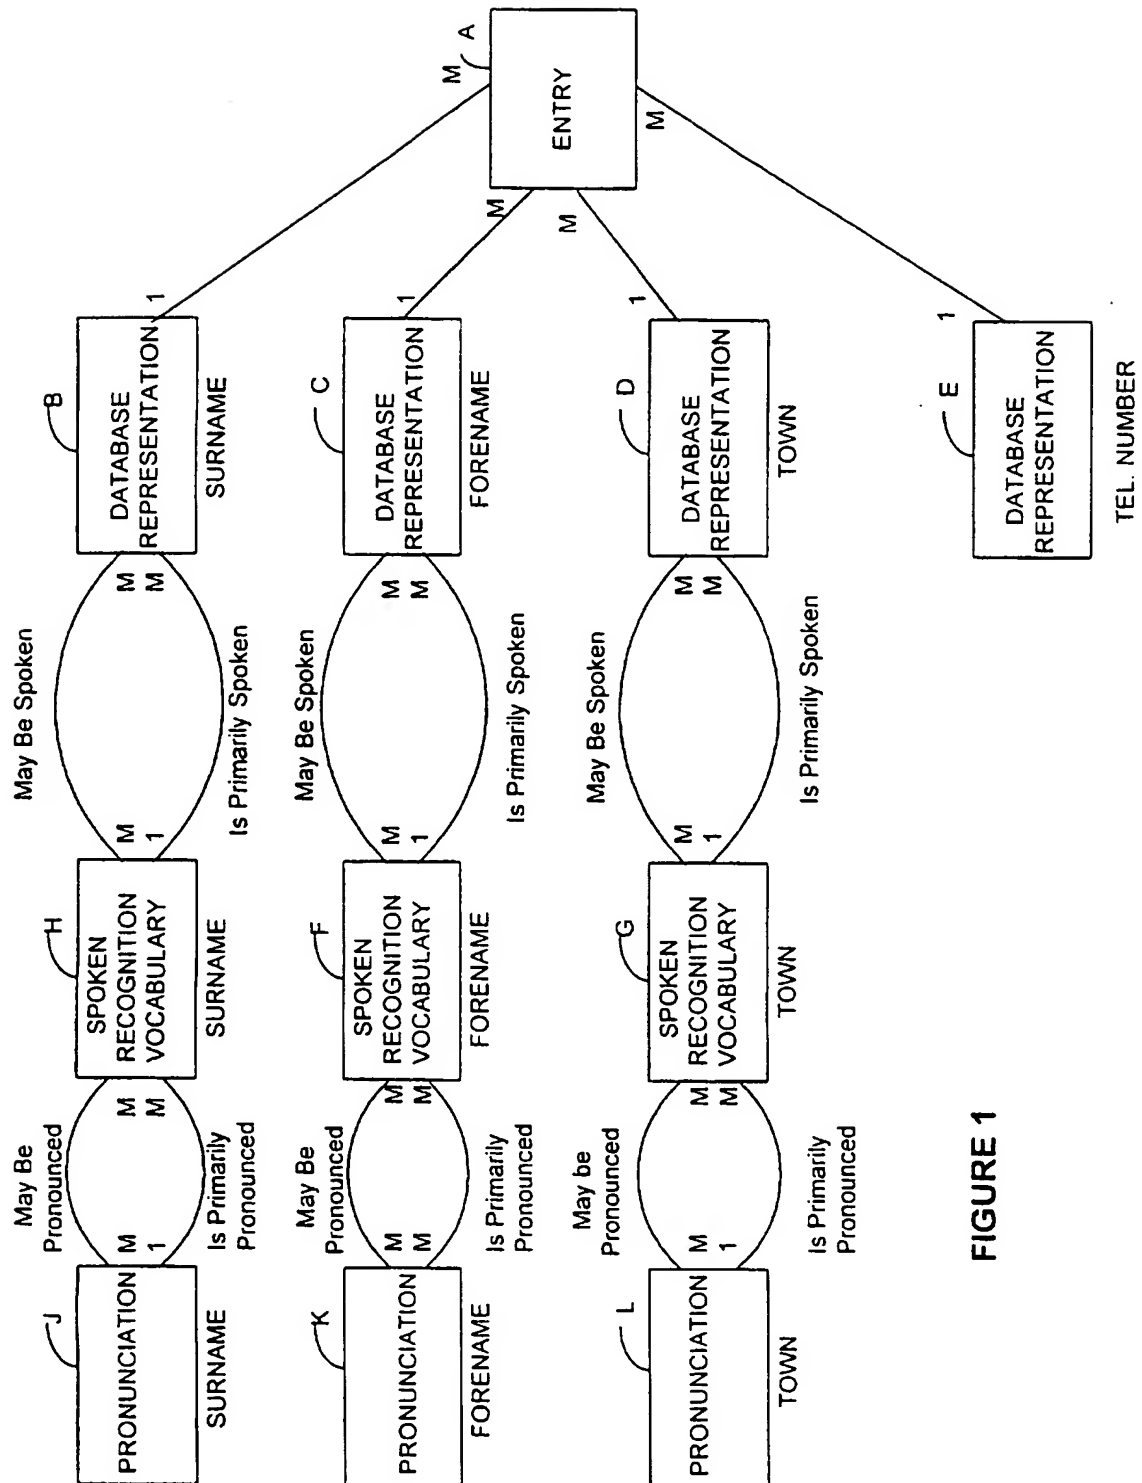 J
May Be
Pronounced
H
May Be Spoken
B
PRONUNCIATION
M
1
M
M
SPOKEN
RECOGNITION
VOCABULARY
M
1
M
M
DATABASE
REPRESENTATION
1
SURNAME
Is Primarily
Pronounced
SURNAME
Is Primarily Spoken
SURNAME
K
May Be
Pronounced
F
May Be Spoken
C
PRONUNCIATION
M
M
M
M
SPOKEN
RECOGNITION
VOCABULARY
M
1
M
M
DATABASE
REPRESENTATION
1
FORENAME
Is Primarily
Pronounced
FORENAME
Is Primarily Spoken
FORENAME
M
A
M
ENTRY
M
M
L
May be
Pronounced
G
May Be Spoken
D
1
PRONUNCIATION
M
1
M
M
SPOKEN
RECOGNITION
VOCABULARY
M
1
M
M
DATABASE
REPRESENTATION
TOWN
Is Primarily
Pronounced
TOWN
Is Primarily Spoken
TOWN
E
1
DATABASE
REPRESENTATION
TEL. NUMBER
FIGURE 1